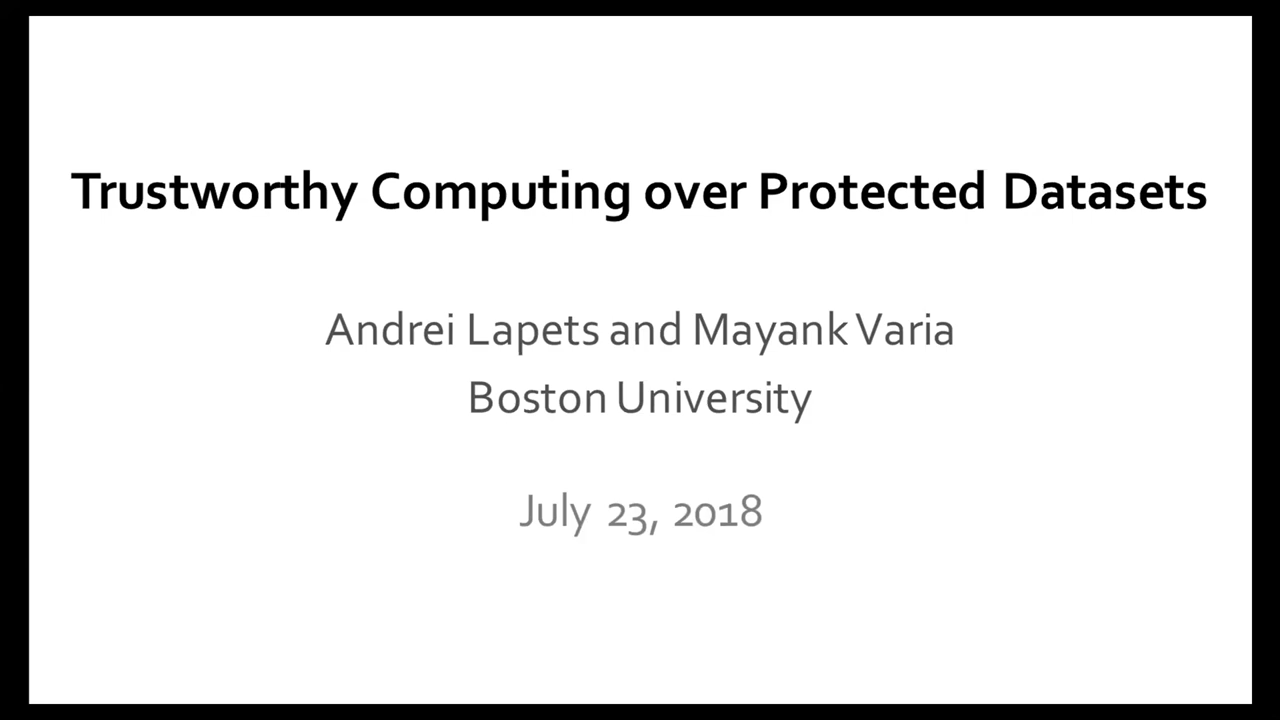 Trustworthy Computing over Protected Datasets
Andrei Lapets and Mayank Varia
Boston University
July 23, 2018